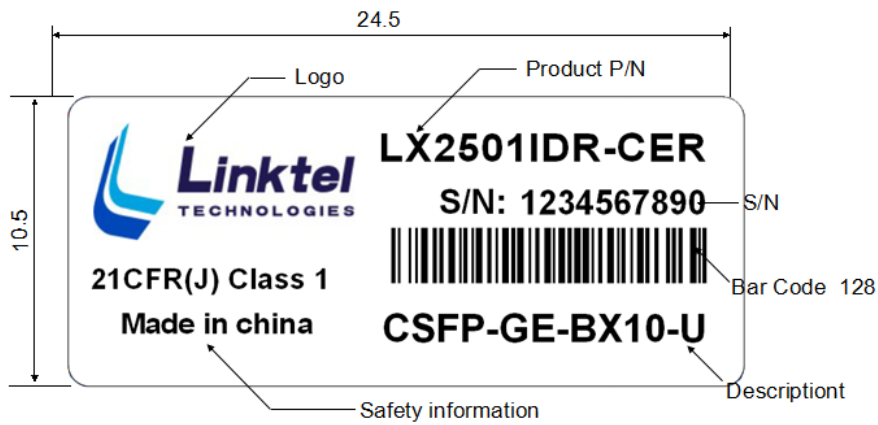 24.5
Logo
Product P/N
10.5
Linktel
TECHNOLOGIES
LX2501IDR-CER
S/N: 1234567890
S/N
21CFR(J) Class 1
Bar Code 128
Made in china
CSFP-GE-BX10-U
Descriptiont
Safety information